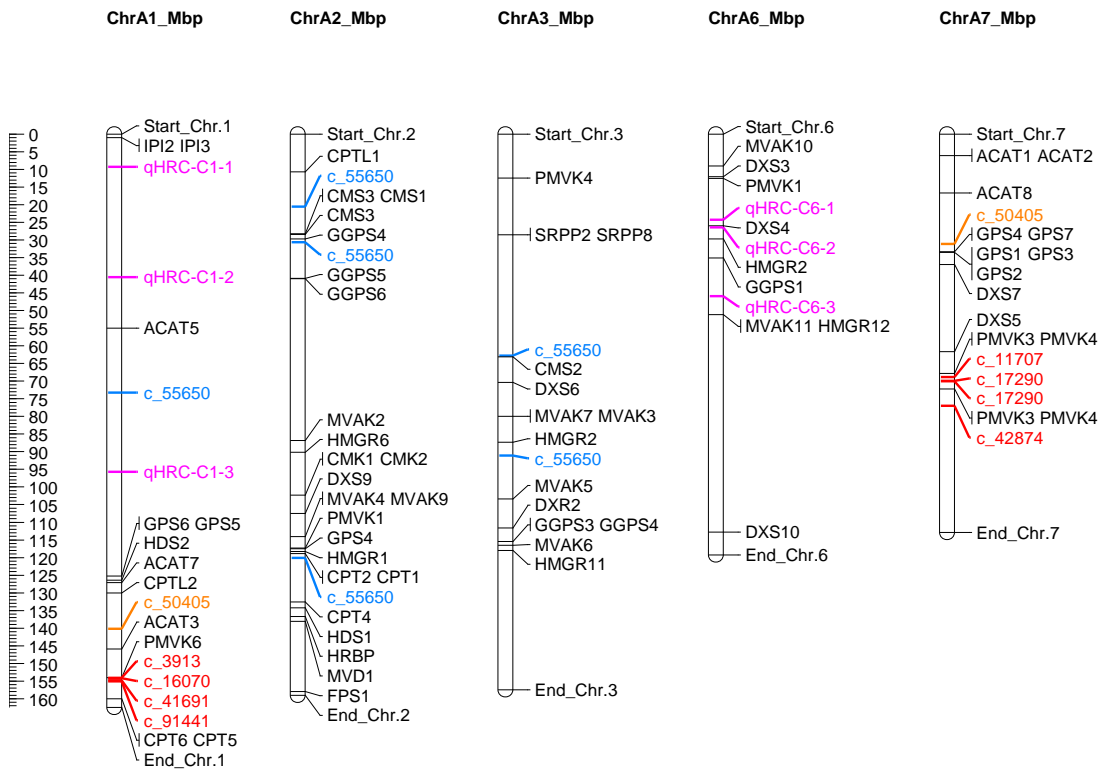 ChrA1_Mbp
ChrA2_Mbp
ChrA3_Mbp
ChrA6_Mbp
ChrA7_Mbp
0
5
10
15
20
25
30
35
40
45
50
55
60
65
70
75
80
85
90
95
100
105
110
115
120
125
130
135
140
145
150
155
160
Start_Chr.1
IPI2 IPI3
qHRC-C1-1
qHRC-C1-2
ACAT5
c_55650
qHRC-C1-3
GPS6 GPS5
HDS2
ACAT7
CPTL2
c_50405
ACAT3
PMVK6
c_3913
c_16070
c_41691
c_91441
CPT6 CPT5
End_Chr.1
Start_Chr.2
CPTL1
c_55650
CMS3 CMS1
CMS3
GGPS4
c_55650
GGPS5
GGPS6
MVAK2
HMGR6
CMK1 CMK2
DXS9
MVAK4 MVAK9
PMVK1
GPS4
HMGR1
CPT2 CPT1
c_55650
CPT4
HDS1
HRBP
MVD1
FPS1
End_Chr.2
Start_Chr.3
PMVK4
SRPP2 SRPP8
c_55650
CMS2
DXS6
MVAK7 MVAK3
HMGR2
c_55650
MVAK5
DXR2
GGPS3 GGPS4
MVAK6
HMGR11
End_Chr.3
Start_Chr.6
MVAK10
DXS3
PMVK1
qHRC-C6-1
DXS4
qHRC-C6-2
HMGR2
GGPS1
qHRC-C6-3
MVAK11 HMGR12
DXS10
End_Chr.6
Start_Chr.7
ACAT1 ACAT2
ACAT8
c_50405
GPS4 GPS7
GPS1 GPS3
GPS2
DXS7
DXS5
PMVK3 PMVK4
c_11707
c_17290
c_17290
PMVK3 PMVK4
c_42874
End_Chr.7